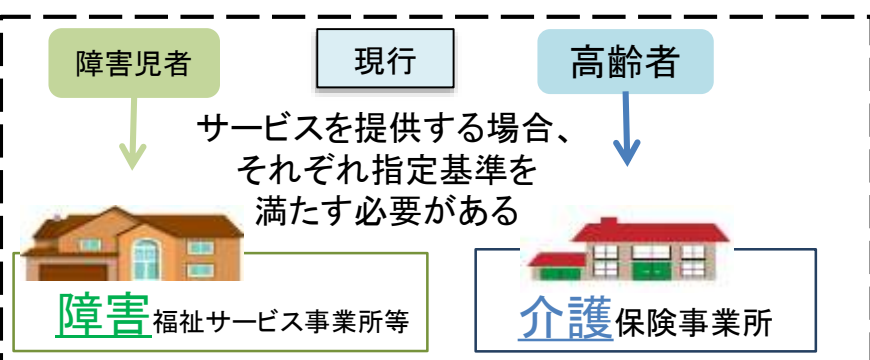 障害児者
現行
高齢者
サービスを提供する場合、
それぞれ指定基準を
満たす必要がある
障害福祉サービス事業所等
介護保険事業所